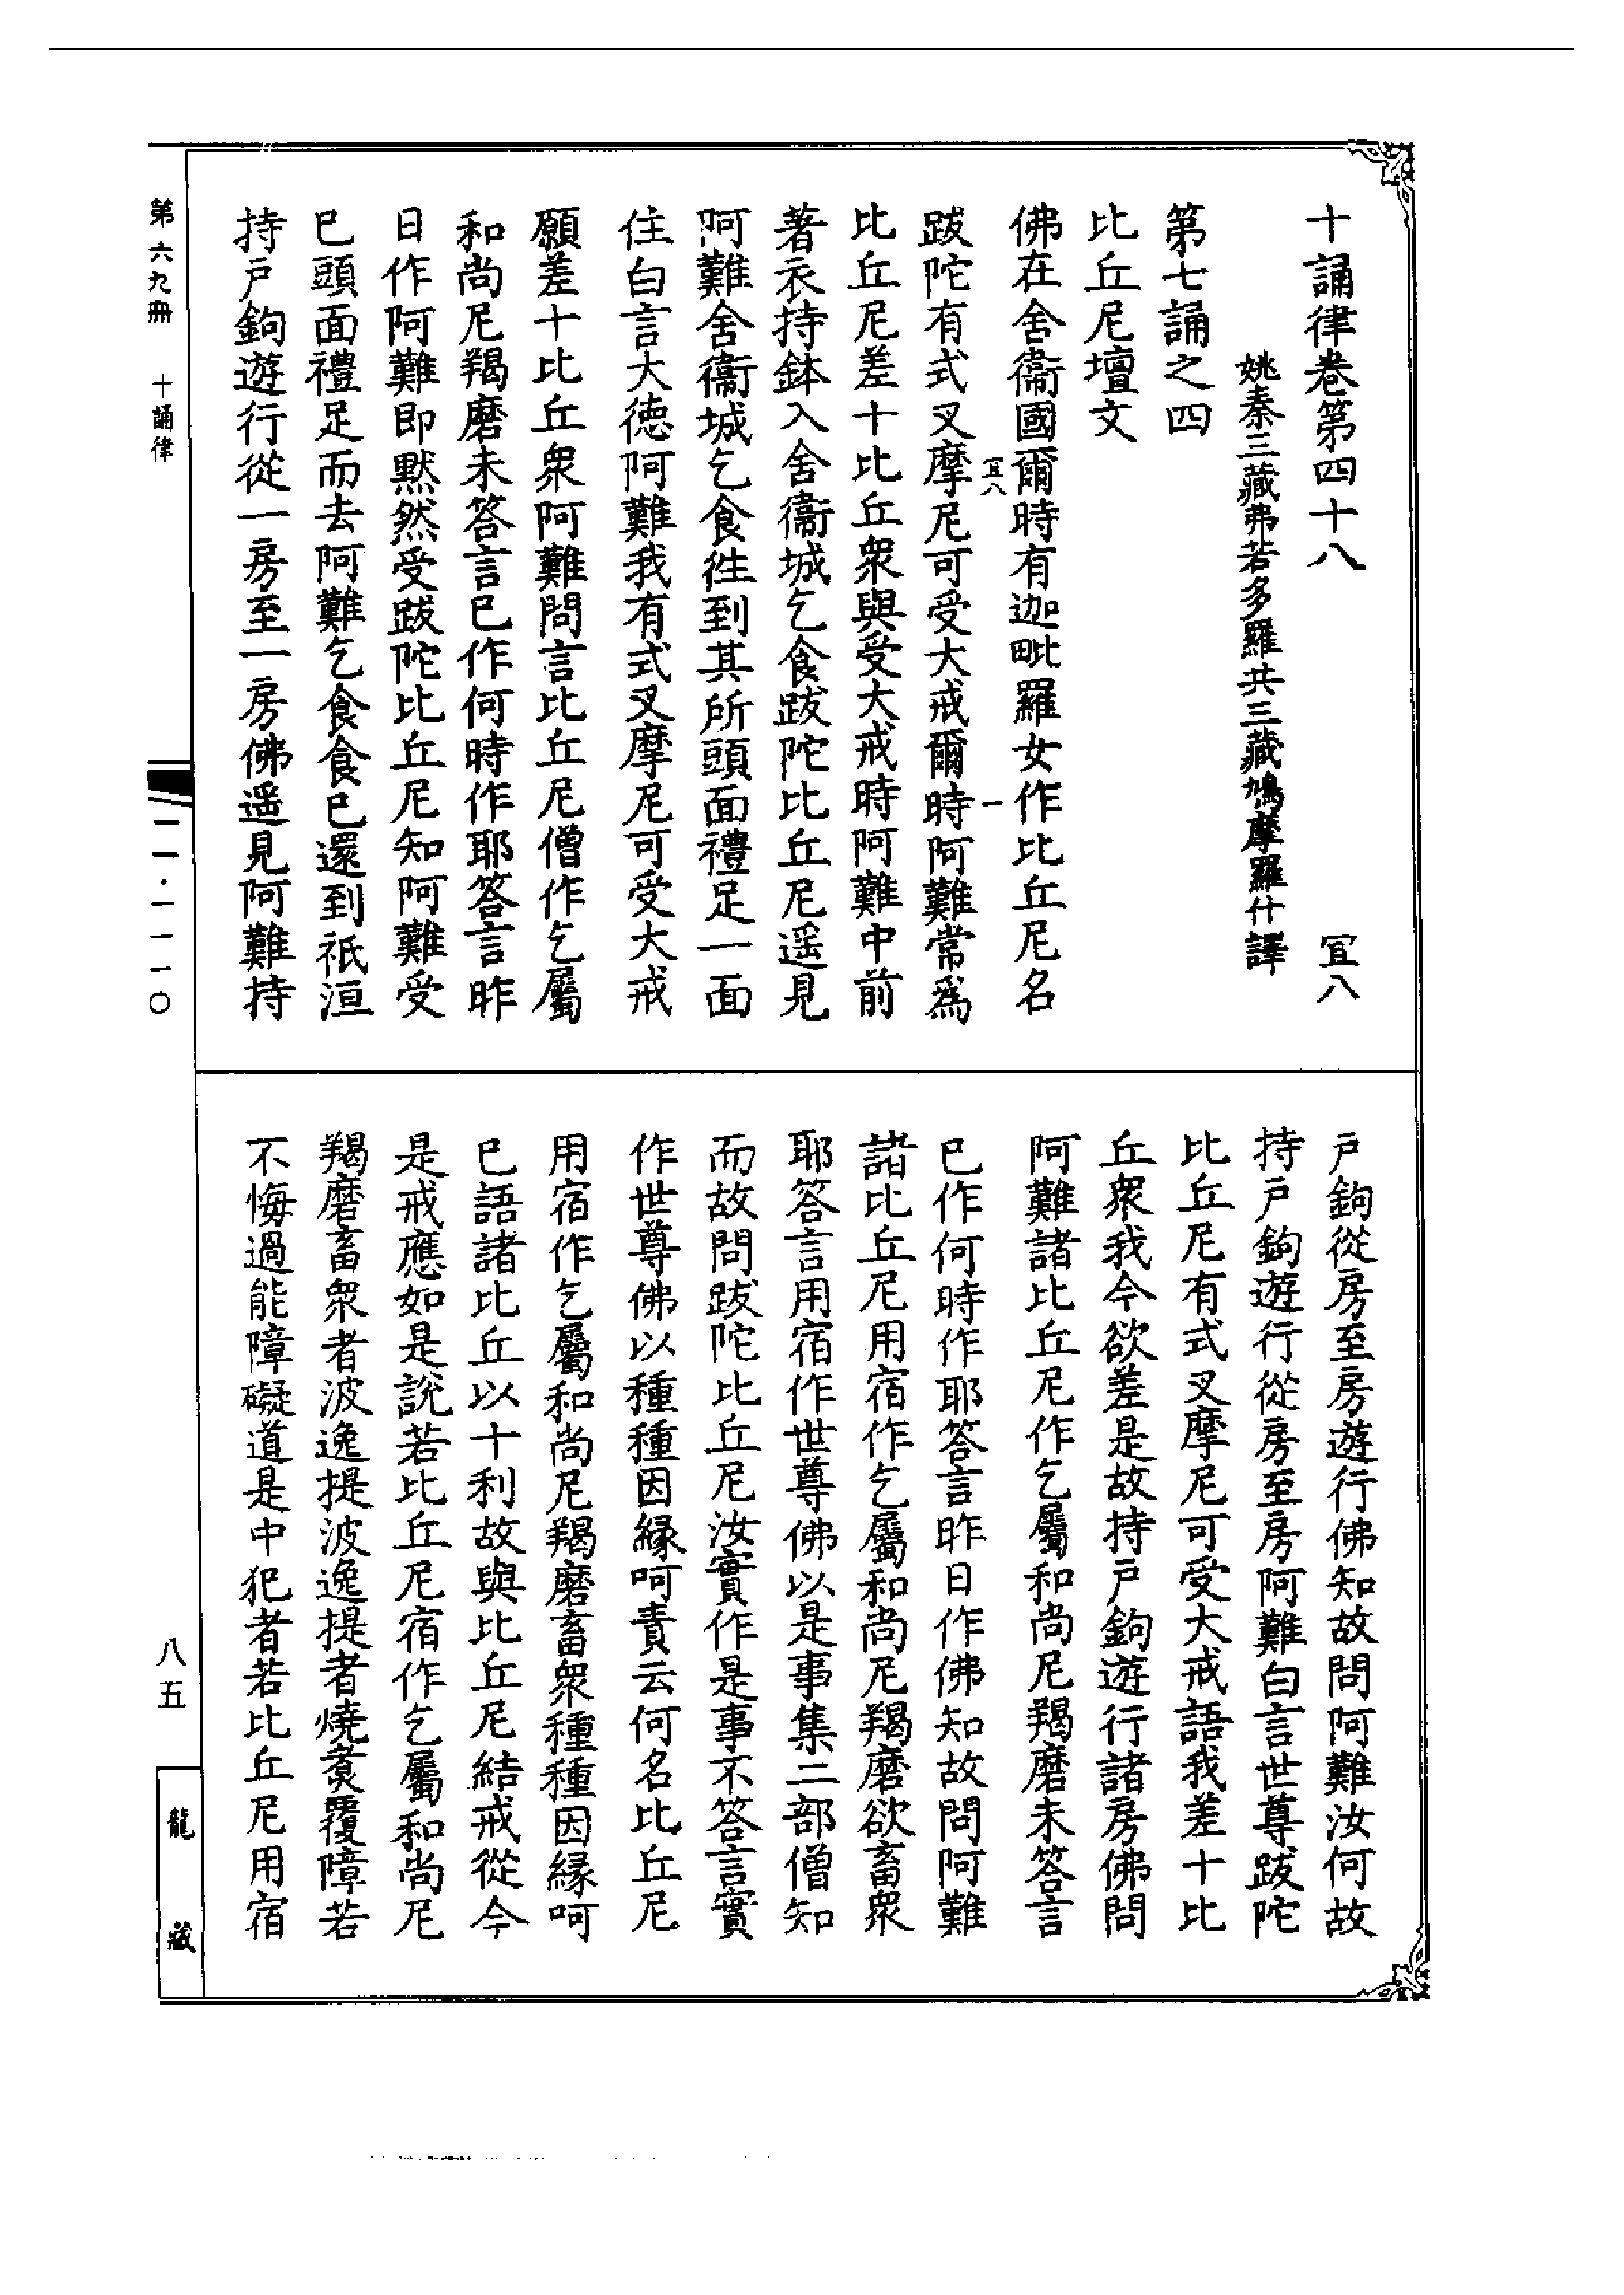 十誦律卷第四十八 宜八
姚秦三藏弗若多羅共三藏鳩摩羅什譯
第七誦之四
比丘尼壇文
佛在舍衞國爾時有迦毗羅女作比丘尼名
宜八 一
跋陀有式叉摩尼可受大戒爾時阿難常為
比丘尼差十比丘眾與受大戒時阿難中前
著衣持鉢入舍衞城乞食跋陀比丘尼遥見
阿難舍衞城乞食徃到其所頭面禮足一面
住白言大德阿難我有式叉摩尼可受大戒
願差十比丘眾阿難問言比丘尼僧作乞屬
和尚尼羯磨未答言已作何時作耶答言昨
日作阿難即默然受跋陀比丘尼知阿難受
已頭面禮足而去阿難乞食食已還到祇洹
持戸鉤遊行從一房至一房佛遥見阿難持
戸鉤從房至房遊行佛知故問阿難汝何故
持戸鉤遊行從房至房阿難白言世尊跋陀
比丘尼有式叉摩尼可受大戒語我差十比
丘眾我今欲差是故持戸鉤遊行諸房佛問
阿難諸比丘尼作乞屬和尚尼羯磨未答言
已作何時作耶答言昨日作佛知故問阿難
諸比丘尼用宿作乞屬和尚尼羯磨欲畜眾
耶答言用宿作世尊佛以是事集二部僧知
而故問跋陀比丘尼汝實作是事不答言實
作世尊佛以種種因緣呵責云何名比丘尼
用宿作乞屬和尚尼羯磨畜眾種種因緣呵
已語諸比丘以十利故與比丘尼結戒從今
是戒應如是說若比丘尼宿作乞屬和尚尼
羯磨畜眾者波逸提波逸提者燒煑覆障若
不悔過能障礙道是中犯者若比丘尼用宿
第六九冊 十誦律 一一·一一一〇
八五
龍藏